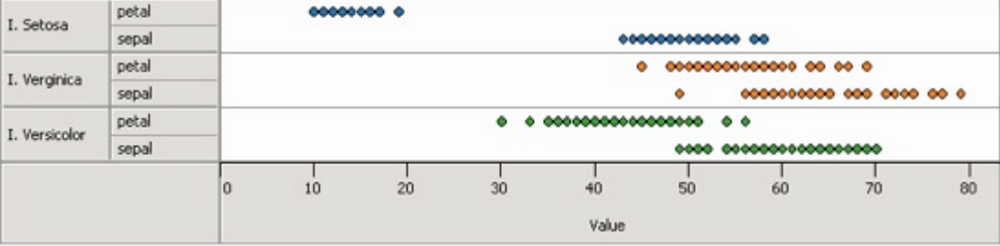 I. Setosa
petal
sepal
I. Verginica
petal
sepal
I. Versicolor
petal
sepal
0 10 20 30 40 50 60 70 80
Value